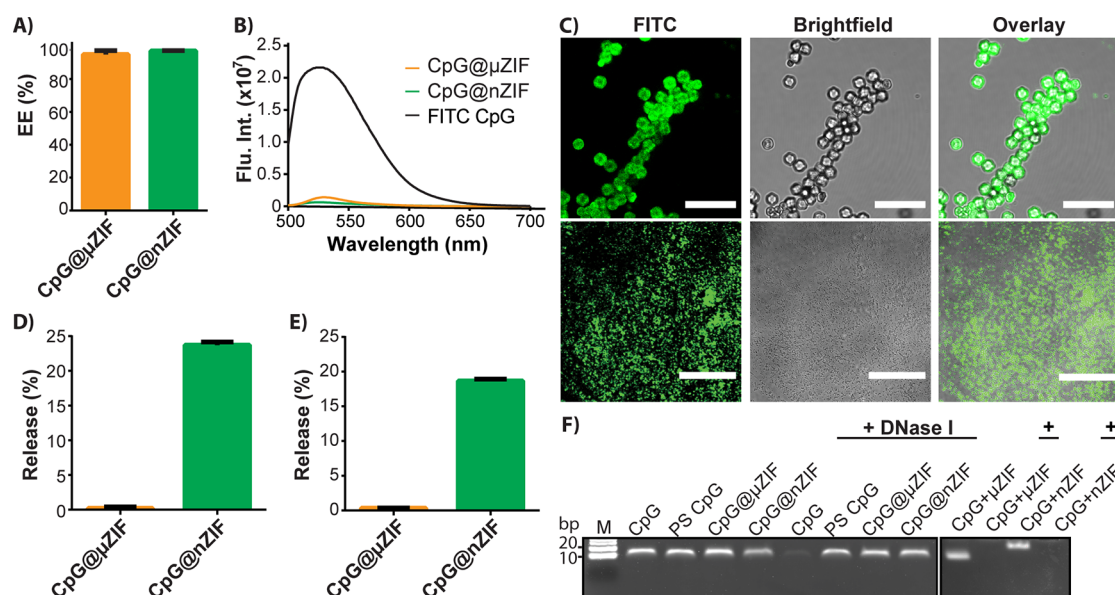 A)
EE (%)
100
80
60
40
20
0
CpG@μZIF
CpG@nZIF
B)
Flu. Int. (x10⁷)
2.5
2.0
1.5
1.0
0.5
0
500
550
600
650
700
Wavelength (nm)
CpG@μZIF
CpG@nZIF
FITC CpG
C)
FITC
Brightfield
Overlay
D)
Release (%)
25
20
15
10
5
0
CpG@μZIF
CpG@nZIF
E)
Release (%)
25
20
15
10
5
0
CpG@μZIF
CpG@nZIF
F)
+ DNase I
+
+
bp
M
CpG
PS CpG
CpG@μZIF
CpG@nZIF
CpG
PS CpG
CpG@μZIF
CpG@nZIF
CpG+μZIF
CpG+μZIF
CpG+nZIF
CpG+nZIF
20
10